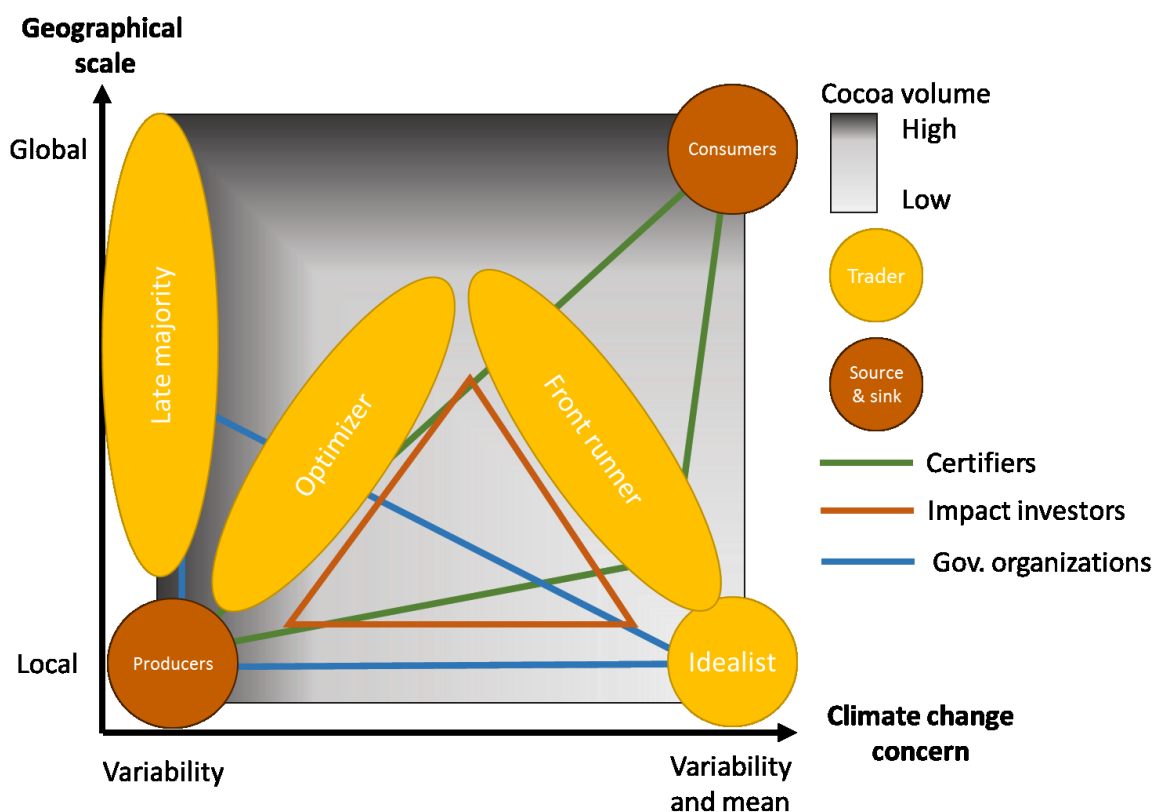 Geographical
scale
Global
Local
Late majority
Optimizer
Front runner
Consumers
Producers
Idealist
Cocoa volume
High
Low
Trader
Source
& sink
Certifiers
Impact investors
Gov. organizations
Climate change
concern
Variability
Variability
and mean